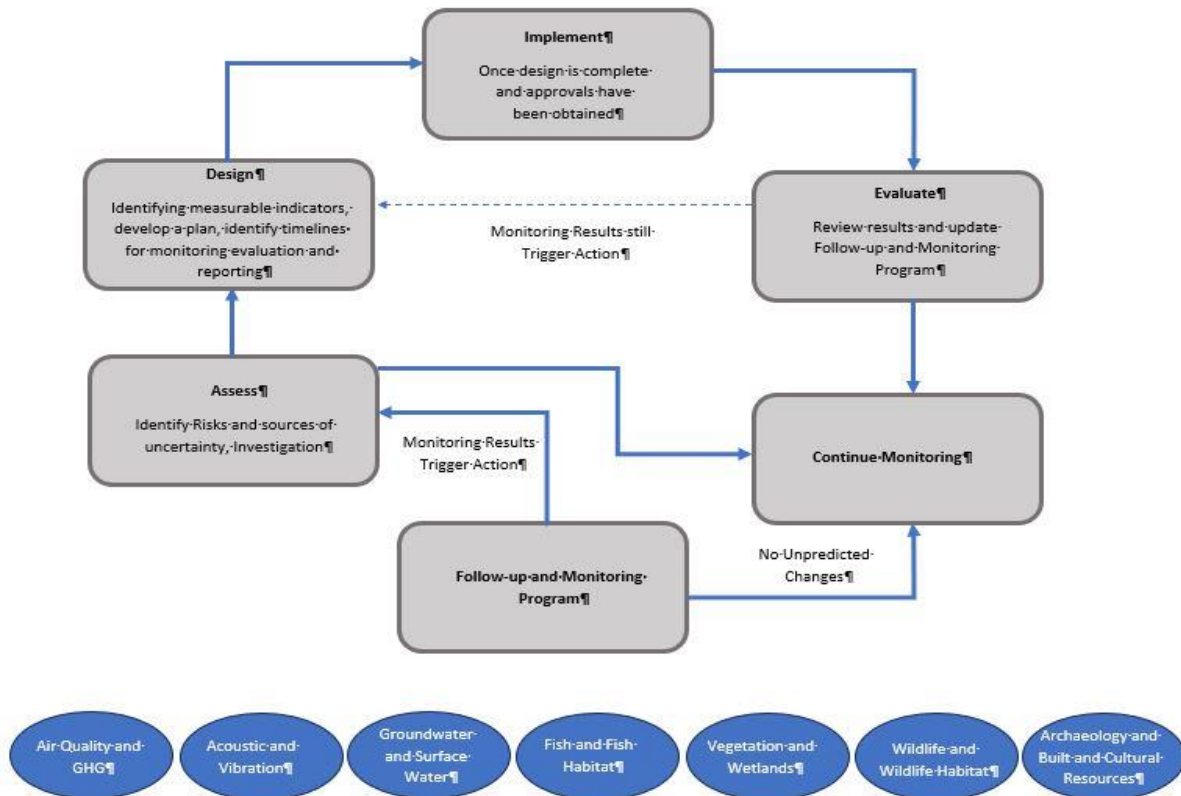 Implement¶
Once·design·is·complete·
and·approvals·have·
been·obtained¶
Design¶
Identifying·measurable·indicators,·
develop·a·plan,·identify·timelines·
for·monitoring·evaluation·and·
reporting¶
Monitoring·Results·still·
Trigger·Action¶
Evaluate¶
Review·results·and·update·
Follow-up·and·Monitoring·
Program¶
Assess¶
Identify·Risks·and·sources·of·
uncertainty,·Investigation¶
Monitoring·Results·
Trigger·Action¶
Continue·Monitoring¶
Follow-up·and·Monitoring·
Program¶
No·Unpredicted·
Changes¶
Air·Quality·and·
GHG¶
Acoustic·and·
Vibration¶
Groundwater·
and·Surface·
Water¶
Fish·and·Fish·
Habitat¶
Vegetation·and·
Wetlands¶
Wildlife·and·
Wildlife·Habitat¶
Archaeology·and·
Built·and·Cultural·
Resources¶